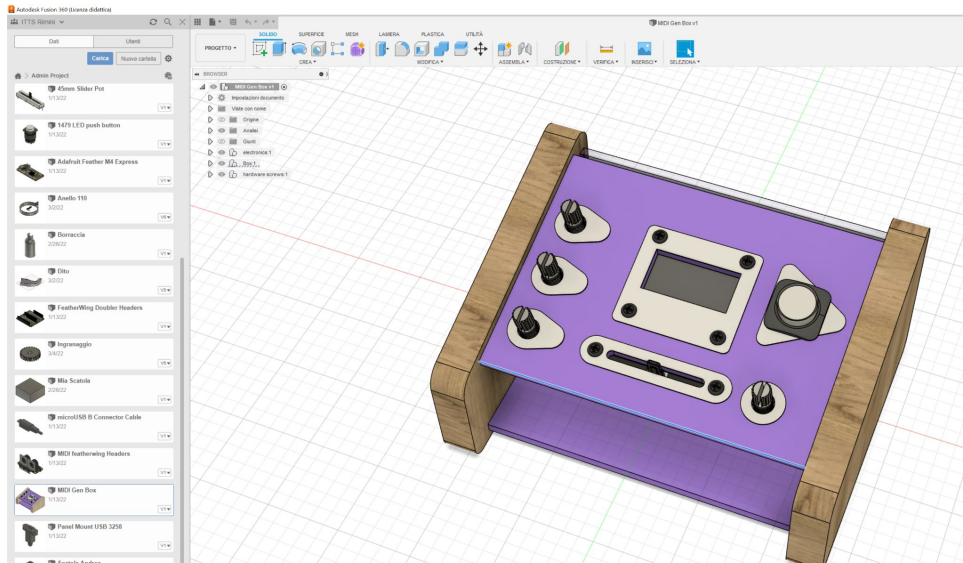 Autodesk Fusion 360 (Licenza didattica)
ITTS Rimini
Dati Utenti
Carica Nuova cartella
Admin Project
45mm Slider Pot
1/13/22
V1
1479 LED push button
1/13/22
V1
Adafruit Feather M4 Express
1/13/22
V1
Anello 110
3/2/22
Borraccia
2/28/22
V1
Dito
3/2/22
FeatherWing Doubler Headers
1/13/22
V1
Ingranaggio
3/4/22
Mia Scatola
2/28/22
V1
microUSB B Connector Cable
1/13/22
V1
MIDI featherwing Headers
1/13/22
V1
MIDI Gen Box
1/13/22
V1
Panel Mount USB 3258
1/13/22
V1
MIDI Gen Box v1
SOLIDO SUPERFICIE MESH LAMIERA PLASTICA UTILITÀ
PROGETTO
CREA MODIFICA ASSEMBLA COSTRUZIONE VERIFICA INSERISCI SELEZIONA
BROWSER
MIDI Gen Box v1
Impostazioni documento
Viste con nome
Origine
Analisi
Giunti
electronics:1
Box:1
hardware screws:1